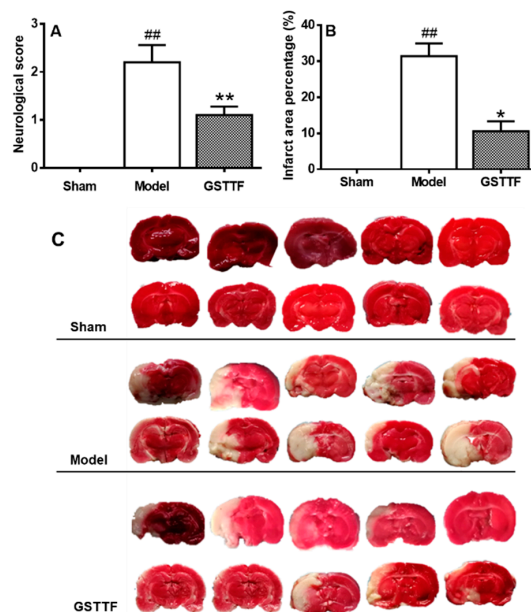 A
Neurological score
3
2
1
0
##
**
Sham
Model
GSTTF
B
Infarct area percentage (%)
40
30
20
10
0
##
*
Sham
Model
GSTTF
C
Sham
Model
GSTTF